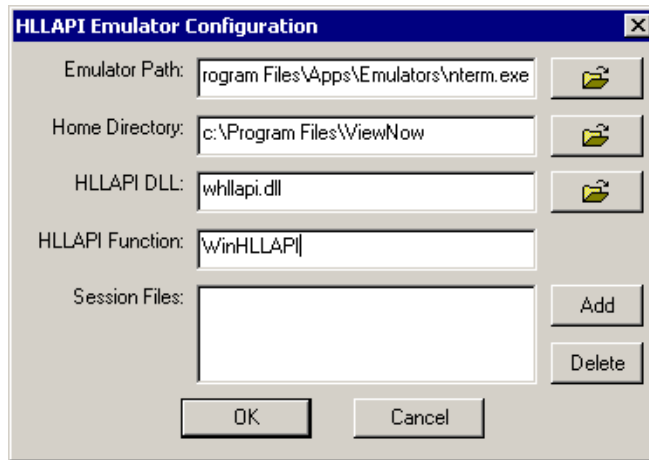 HLLAPI Emulator Configuration
Emulator Path: rogram Files\Apps\Emulators\nterm.exe
Home Directory: c:\Program Files\ViewNow
HLLAPI DLL: whllapi.dll
HLLAPI Function: WinHLLAPI
Session Files:
Add
Delete
OK Cancel